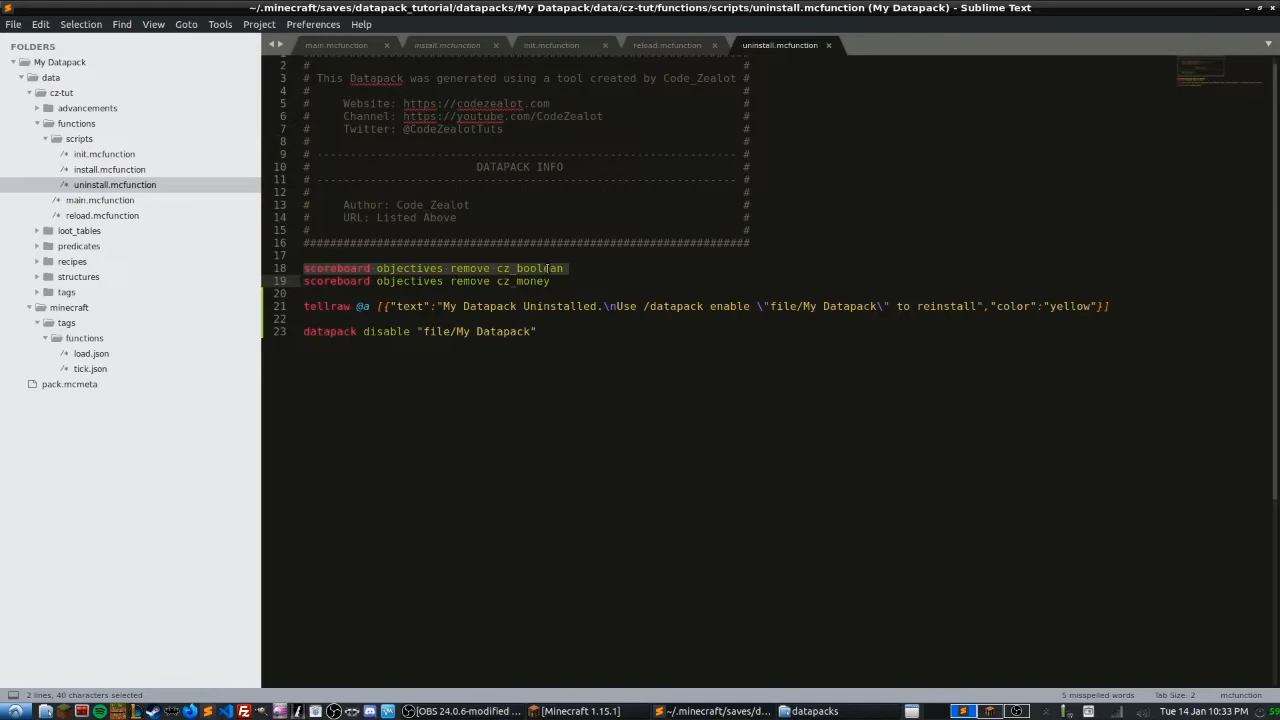 ~/.minecraft/saves/datapack_tutorial/datapacks/My Datapack/data/cz-tut/functions/scripts/uninstall.mcfunction (My Datapack) - Sublime Text
File Edit Selection Find View Goto Tools Project Preferences Help
FOLDERS
My Datapack
data
cz-tut
advancements
functions
scripts
init.mcfunction
install.mcfunction
uninstall.mcfunction
main.mcfunction
reload.mcfunction
loot_tables
predicates
recipes
structures
tags
minecraft
tags
functions
load.json
tick.json
pack.mcmeta
main.mcfunction × install.mcfunction × init.mcfunction × reload.mcfunction × uninstall.mcfunction ×
2 # #
3 # This Datapack was generated using a tool created by Code_Zealot #
4 # #
5 # Website: https://codezealot.com #
6 # Channel: https://youtube.com/CodeZealot #
7 # Twitter: @CodeZealotTuts #
8 # #
9 # --------------------------------------------------------------- #
10 # DATAPACK INFO #
11 # --------------------------------------------------------------- #
12 # #
13 # Author: Code Zealot #
14 # URL: Listed Above #
15 # #
16 ###################################################################
17
18 scoreboard objectives remove cz_boolean
19 scoreboard objectives remove cz_money
20
21 tellraw @a [{"text":"My Datapack Uninstalled.\nUse /datapack enable \"file/My Datapack\" to reinstall","color":"yellow"}]
22
23 datapack disable "file/My Datapack"
2 lines, 40 characters selected 5 misspelled words Tab Size: 2 mcfunction
[OBS 24.0.6-modified ... [Minecraft 1.15.1] ~/.minecraft/saves/d... datapacks Tue 14 Jan, 10:33 PM